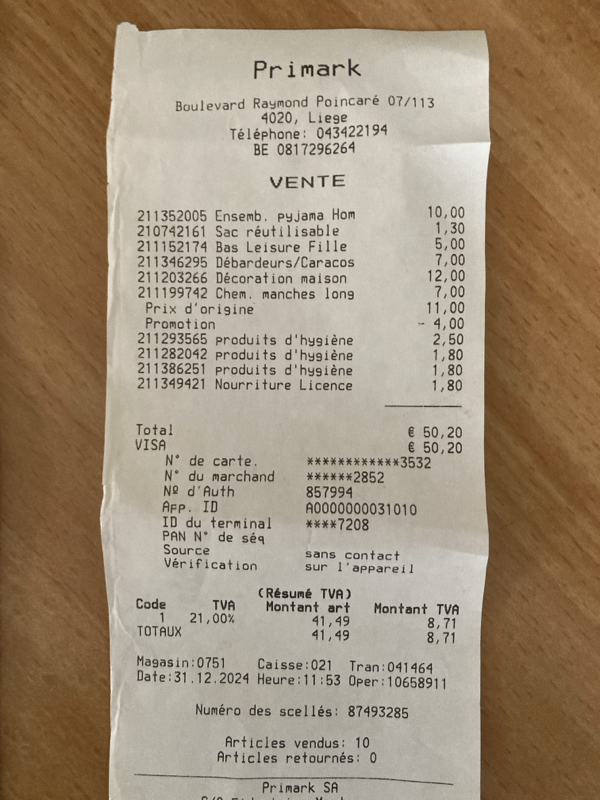 Primark
Boulevard Raymond Poincaré 07/113
4020, Liege
Téléphone: 043422194
BE 0817296264
VENTE
211352005 Ensemb. pyjama Hom 10,00
210742161 Sac réutilisable 1,30
211152174 Bas Leisure Fille 5,00
211346295 Débardeurs/Caracos 7,00
211203266 Décoration maison 12,00
211199742 Chem. manches long 7,00
Prix d'origine 11,00
Promotion - 4,00
211293565 produits d'hygiène 2,50
211282042 produits d'hygiène 1,80
211386251 produits d'hygiène 1,80
211349421 Nourriture Licence 1,80
Total € 50,20
VISA € 50,20
N° de carte. ************3532
N° du marchand ******2852
Nº d'Auth 857994
App. ID A0000000031010
ID du terminal ****7208
PAN N° de séq
Source sans contact
Vérification sur l'appareil
(Résumé TVA)
Code TVA Montant art Montant TVA
1 21,00% 41,49 8,71
TOTAUX 41,49 8,71
Magasin:0751 Caisse:021 Tran:041464
Date:31.12.2024 Heure:11:53 Oper:10658911
Numéro des scellés: 87493285
Articles vendus: 10
Articles retournés: 0
Primark SA